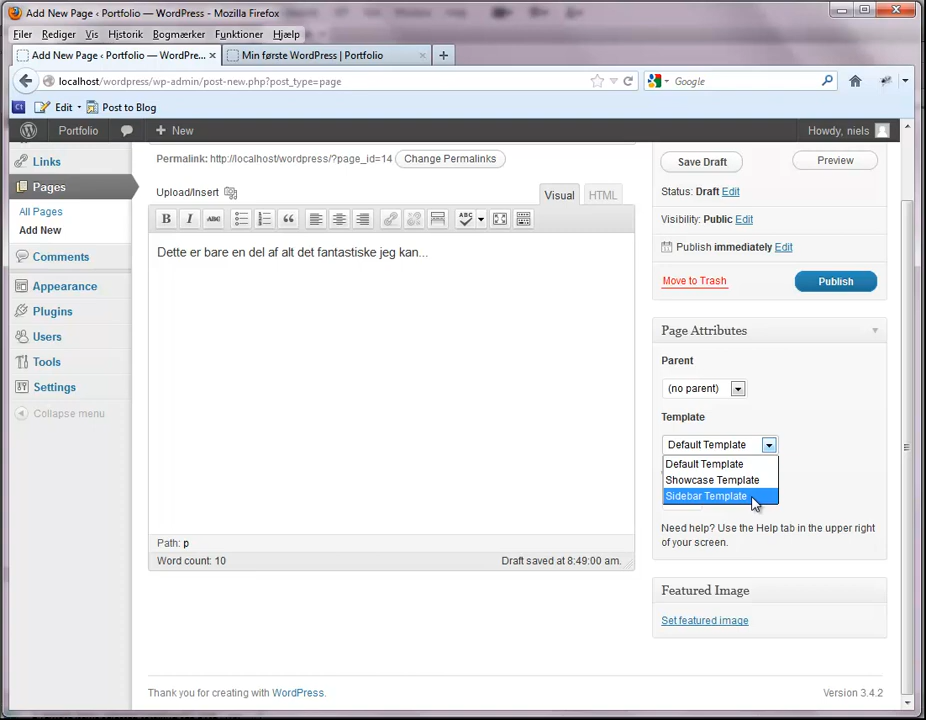 Add New Page ‹ Portfolio — WordPress - Mozilla Firefox
Filer Rediger Vis Historik Bogmærker Funktioner Hjælp
Add New Page ‹ Portfolio — WordPre... × Min første WordPress | Portfolio × +
localhost/wordpress/wp-admin/post-new.php?post_type=page Google
Ct Edit Post to Blog
Portfolio + New Howdy, niels
Links
Pages
All Pages
Add New
Comments
Appearance
Plugins
Users
Tools
Settings
Collapse menu
Permalink: http://localhost/wordpress/?page_id=14 Change Permalinks
Upload/Insert Visual HTML
B I ABC ABC
Dette er bare en del af alt det fantastiske jeg kan...
Path: p
Word count: 10 Draft saved at 8:49:00 am.
Save Draft Preview
Status: Draft Edit
Visibility: Public Edit
Publish immediately Edit
Move to Trash Publish
Page Attributes
Parent
(no parent)
Template
Default Template
Default Template
Showcase Template
Sidebar Template
Need help? Use the Help tab in the upper right
of your screen.
Featured Image
Set featured image
Thank you for creating with WordPress. Version 3.4.2